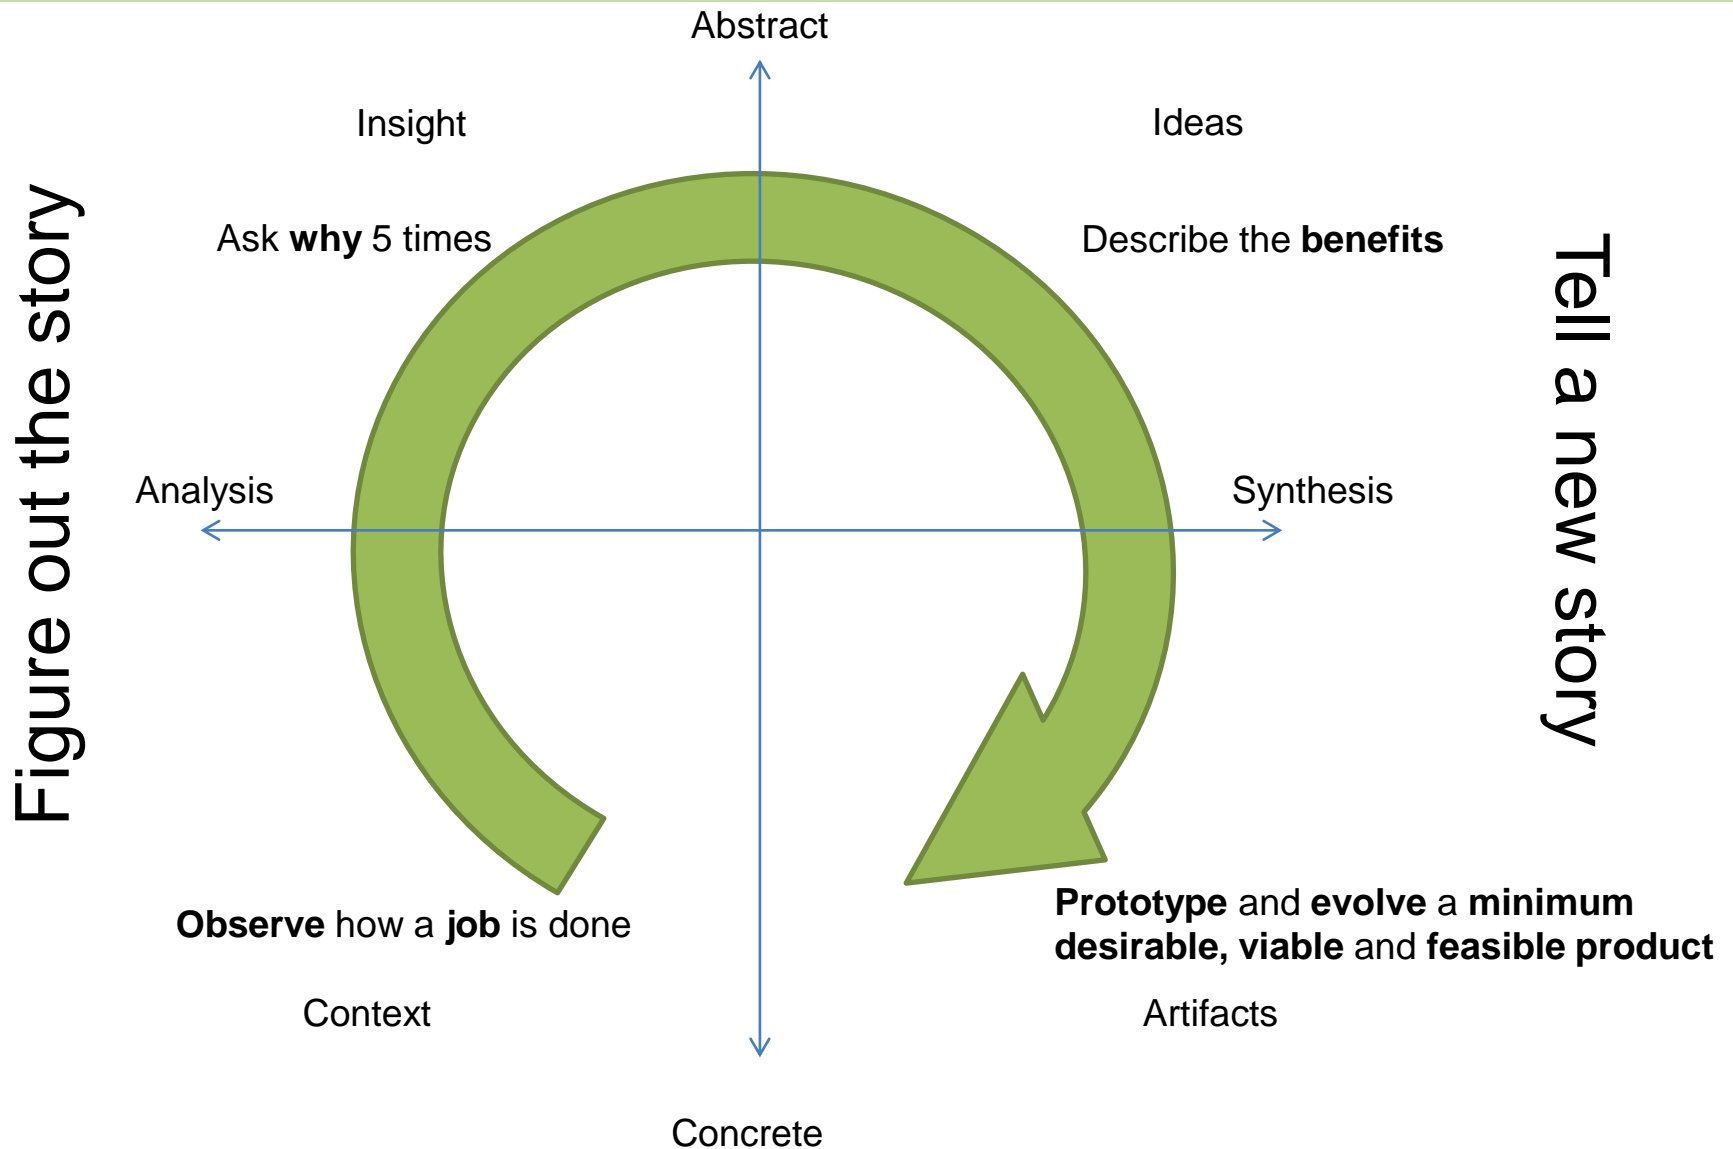 Abstract
Insight
Ideas
Ask why 5 times
Describe the benefits
Figure out the story
Tell a new story
Analysis
Synthesis
Observe how a job is done
Prototype and evolve a minimum
desirable, viable and feasible product
Context
Artifacts
Concrete